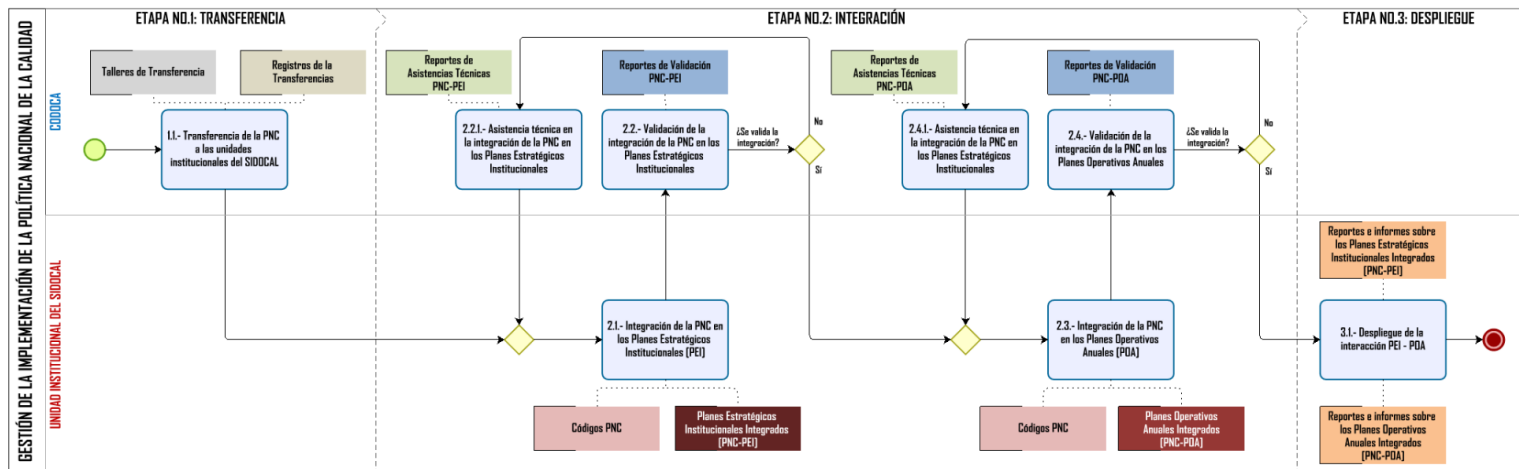 GESTIÓN DE LA IMPLEMENTACIÓN DE LA POLÍTICA NACIONAL DE LA CALIDAD
CODOCA
UNIDAD INSTITUCIONAL DEL SIDOCAL
ETAPA NO.1: TRANSFERENCIA
Talleres de Transferencia
Registros de la
Transferencias
1.1.- Transferencia de la PNC
a las unidades
institucionales del SIDOCAL
ETAPA NO.2: INTEGRACIÓN
Reportes de
Asistencias Técnicas
PNC-PEI
Reportes de Validación
PNC-PEI
2.2.1.- Asistencia técnica en
la integración de la PNC en
los Planes Estratégicos
Institucionales
2.2.- Validación de la
integración de la PNC en los
Planes Estratégicos
Institucionales
¿Se valida la
integración?
No
Sí
2.1.- Integración de la PNC en
los Planes Estratégicos
Institucionales (PEI)
Códigos PNC
Planes Estratégicos
Institucionales Integrados
(PNC-PEI)
Reportes de
Asistencias Técnicas
PNC-POA
Reportes de Validación
PNC-POA
2.4.1.- Asistencia técnica en
la integración de la PNC en
los Planes Estratégicos
Institucionales
2.4.- Validación de la
integración de la PNC en los
Planes Operativos Anuales
¿Se valida la
integración?
No
Sí
2.3.- Integración de la PNC
en los Planes Operativos
Anuales (POA)
Códigos PNC
Planes Operativos
Anuales Integrados
(PNC-POA)
ETAPA NO.3: DESPLIEGUE
Reportes e informes sobre
los Planes Estratégicos
Institucionales Integrados
(PNC-PEI)
3.1.- Despliegue de la
interacción PEI - POA
Reportes e informes sobre
los Planes Operativos
Anuales Integrados
(PNC-POA)